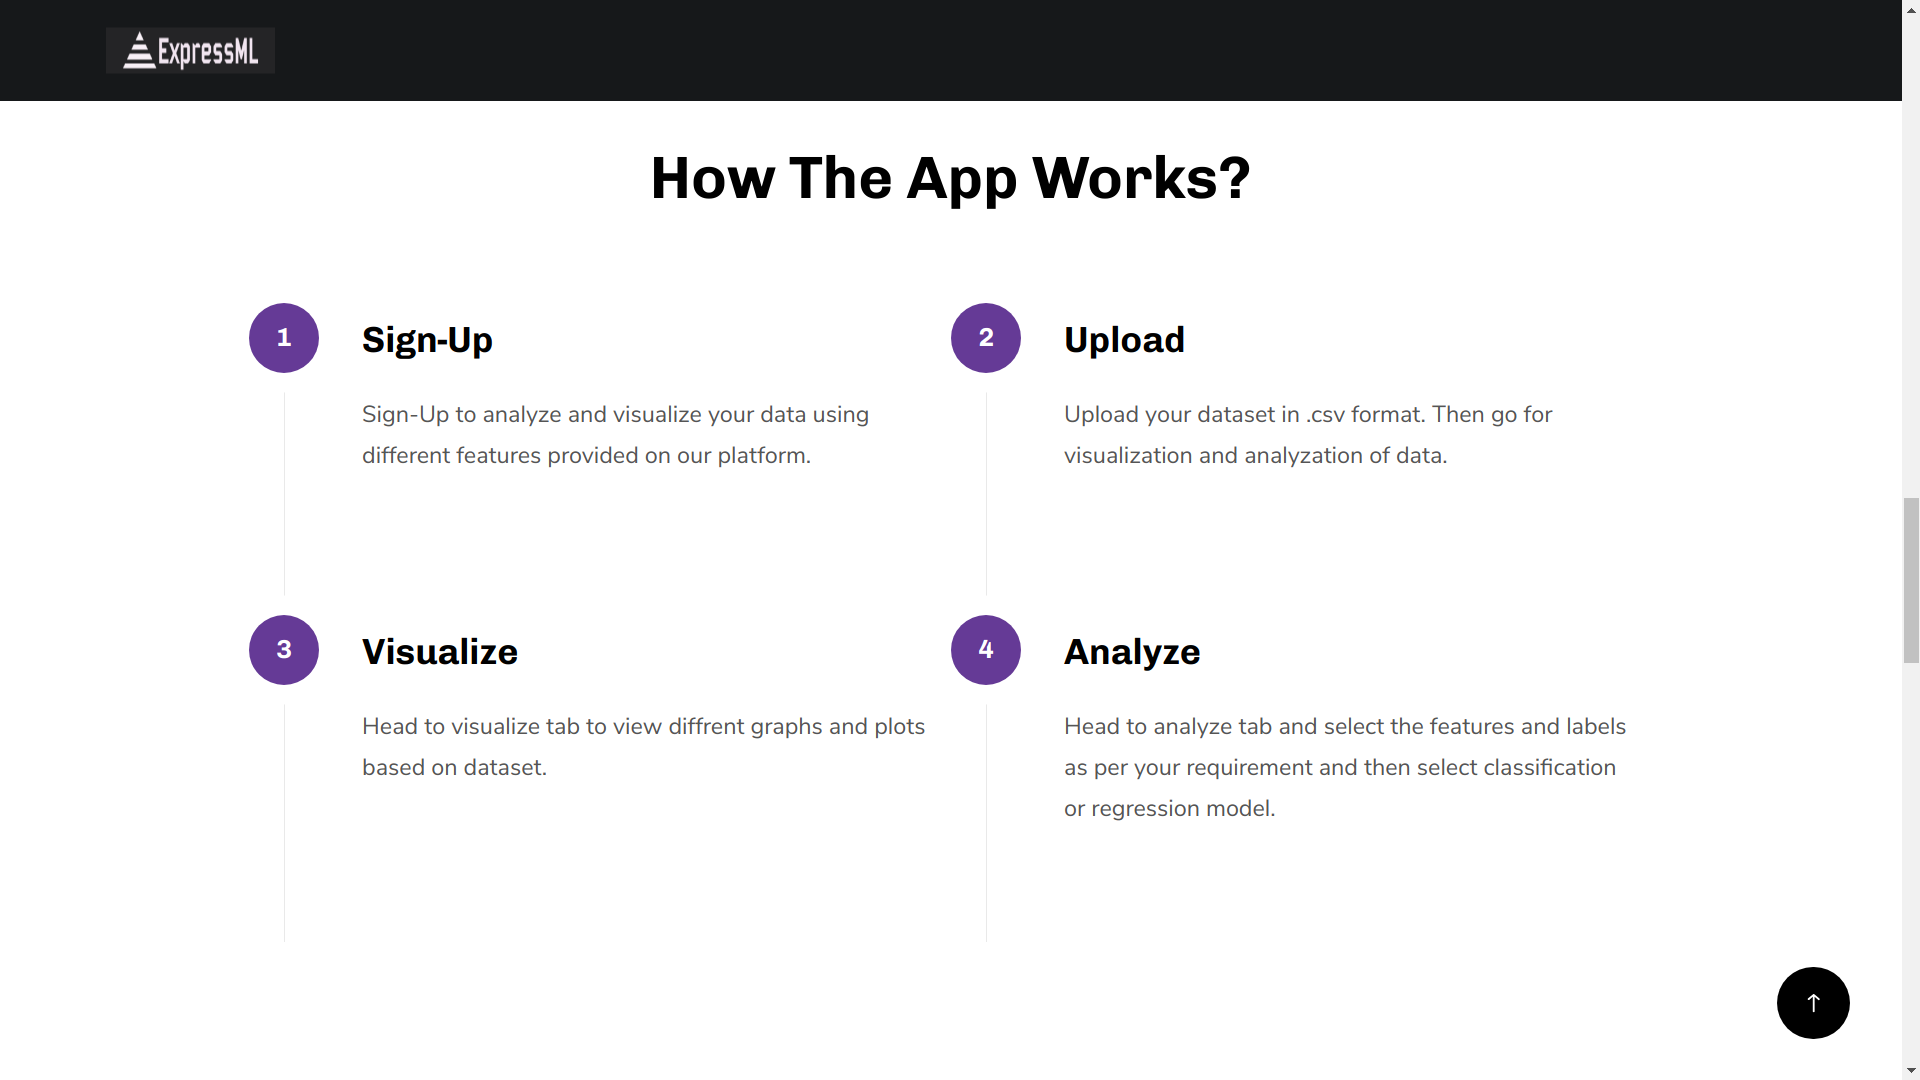 ExpressML
How The App Works?
1
Sign-Up
Sign-Up to analyze and visualize your data using
different features provided on our platform.
2
Upload
Upload your dataset in .csv format. Then go for
visualization and analyzation of data.
3
Visualize
Head to visualize tab to view diffrent graphs and plots
based on dataset.
4
Analyze
Head to analyze tab and select the features and labels
as per your requirement and then select classification
or regression model.